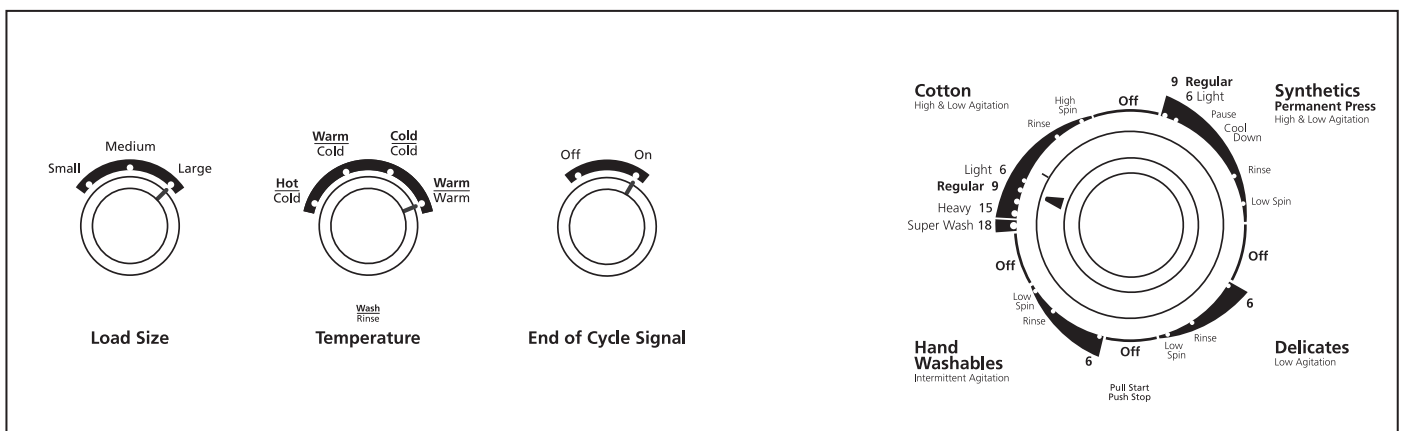 Small
Medium
Large
Load Size
Hot
Cold
Warm
Cold
Cold
Cold
Warm
Warm
Wash
Rinse
Temperature
Off
On
End of Cycle Signal
Cotton
High & Low Agitation
High
Spin
Rinse
Light 6
Regular 9
Heavy 15
Super Wash 18
Off
9 Regular
6 Light
Pause
Cool
Down
Rinse
Low Spin
Synthetics
Permanent Press
High & Low Agitation
Off
6
Rinse
Low
Spin
Delicates
Low Agitation
Off
Pull Start
Push Stop
6
Rinse
Low
Spin
Hand
Washables
Intermittent Agitation
Off